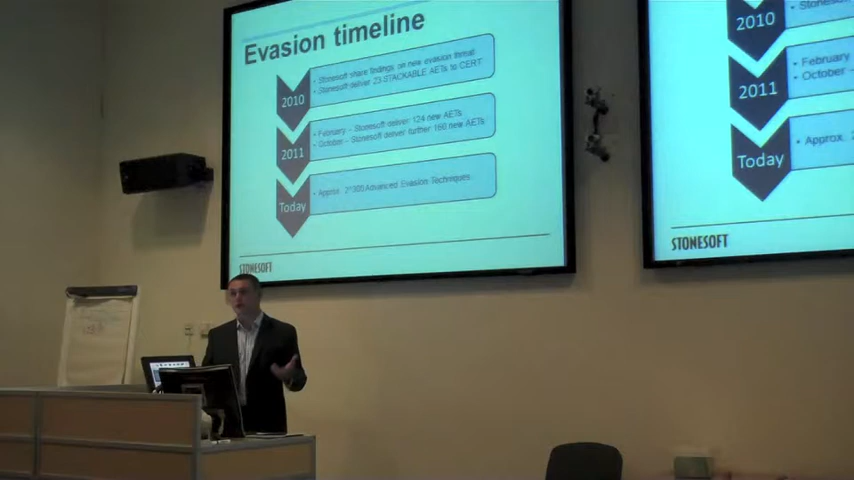 Evasion timeline
2010
• Stonesoft share findings on new evasion threat
• Stonesoft deliver 23 STACKABLE AETs to CERT
2011
• February - Stonesoft deliver 124 new AETs
• October - Stonesoft deliver further 160 new AETs
Today
• Approx. Advanced Evasion Techniques
STONESOFT
2010
Stonesoft
2011
• February
• October
Today
• Approx.
STONESOFT